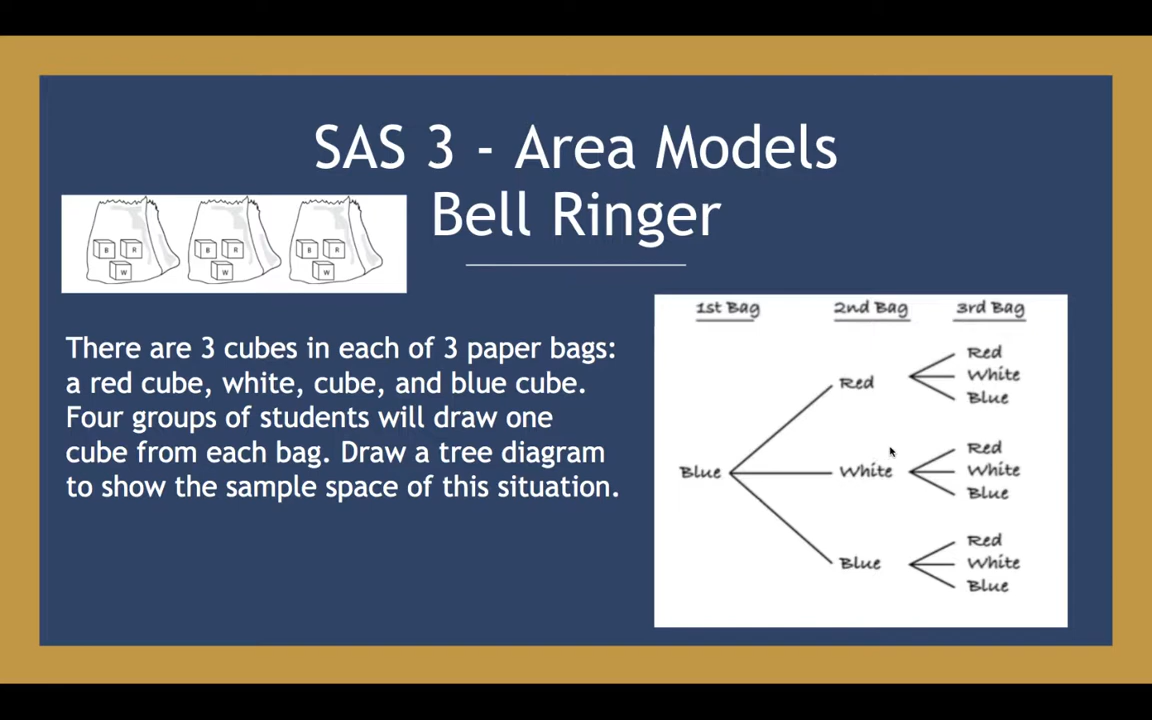 SAS 3 - Area Models
Bell Ringer
B R B R B R
W W W
There are 3 cubes in each of 3 paper bags:
a red cube, white, cube, and blue cube.
Four groups of students will draw one
cube from each bag. Draw a tree diagram
to show the sample space of this situation.
1st Bag 2nd Bag 3rd Bag
Red
Red White
Blue
Red
Blue White White
Blue
Red
Blue White
Blue